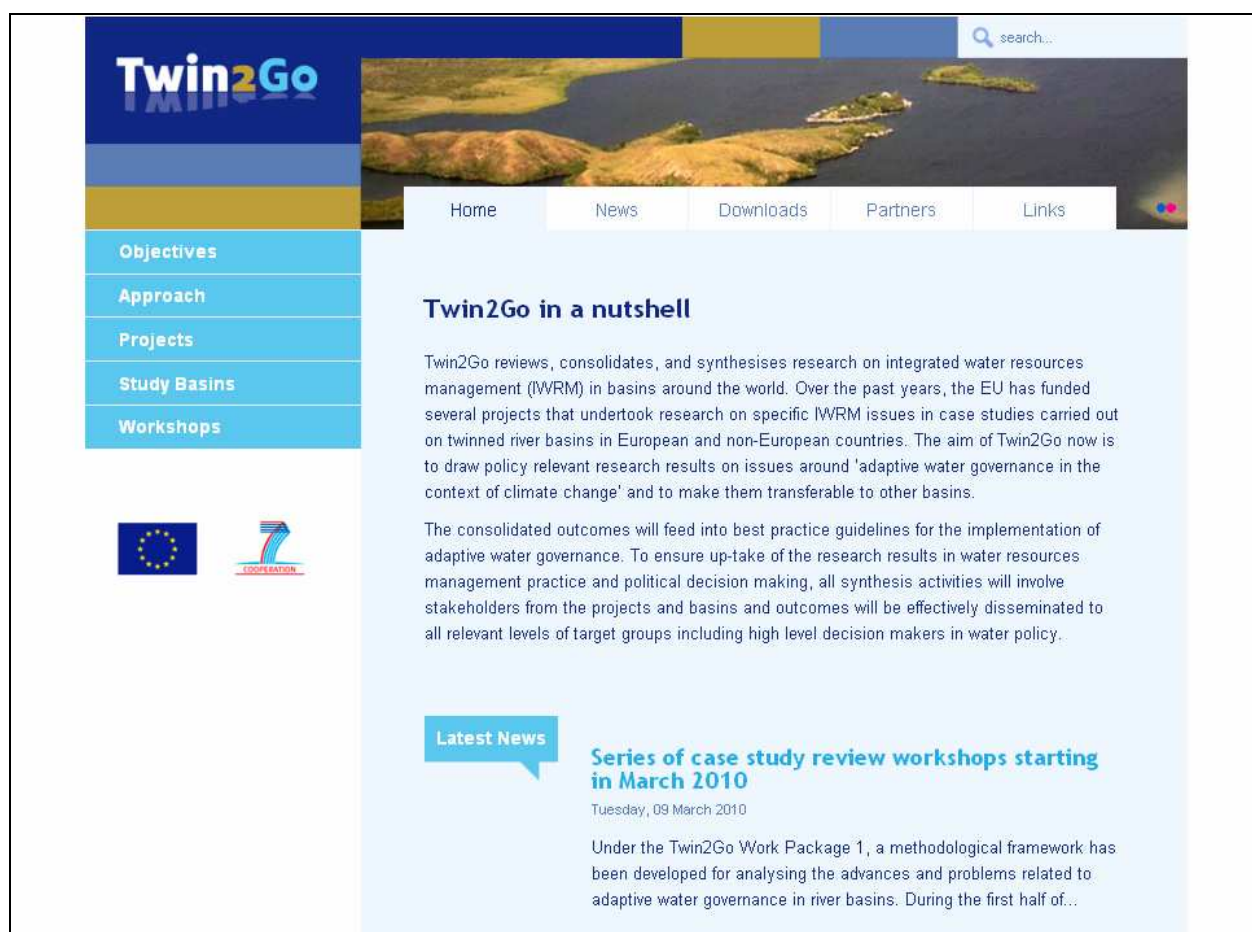 Twin2Go
search...
Home
News
Downloads
Partners
Links
Objectives
Approach
Projects
Study Basins
Workshops
COOPERATION
Twin2Go in a nutshell
Twin2Go reviews, consolidates, and synthesises research on integrated water resources
management (IWRM) in basins around the world. Over the past years, the EU has funded
several projects that undertook research on specific IWRM issues in case studies carried out
on twinned river basins in European and non-European countries. The aim of Twin2Go now is
to draw policy relevant research results on issues around 'adaptive water governance in the
context of climate change' and to make them transferable to other basins.
The consolidated outcomes will feed into best practice guidelines for the implementation of
adaptive water governance. To ensure up-take of the research results in water resources
management practice and political decision making, all synthesis activities will involve
stakeholders from the projects and basins and outcomes will be effectively disseminated to
all relevant levels of target groups including high level decision makers in water policy.
Latest News
Series of case study review workshops starting
in March 2010
Tuesday, 09 March 2010
Under the Twin2Go Work Package 1, a methodological framework has
been developed for analysing the advances and problems related to
adaptive water governance in river basins. During the first half of...